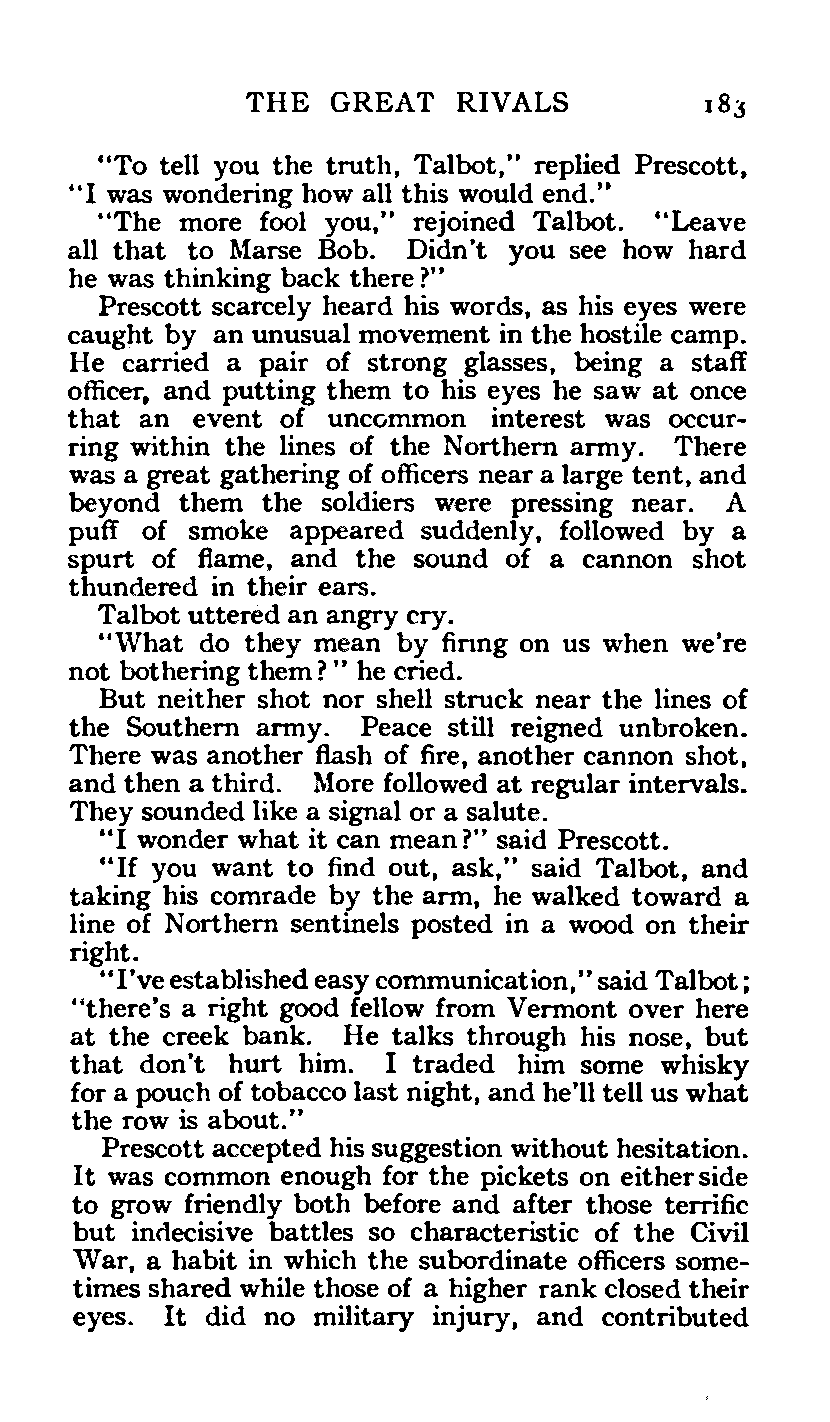 THE GREAT RIVALS 183
"To tell you the truth, Talbot," replied Prescott,
"I was wondering how all this would end."
"The more fool you," rejoined Talbot. "Leave
all that to Marse Bob. Didn't you see how hard
he was thinking back there?"
Prescott scarcely heard his words, as his eyes were
caught by an unusual movement in the hostile camp.
He carried a pair of strong glasses, being a staff
officer, and putting them to his eyes he saw at once
that an event of uncommon interest was occur-
ring within the lines of the Northern army. There
was a great gathering of officers near a large tent, and
beyond them the soldiers were pressing near. A
puff of smoke appeared suddenly, followed by a
spurt of flame, and the sound of a cannon shot
thundered in their ears.
Talbot uttered an angry cry.
"What do they mean by firing on us when we're
not bothering them?" he cried.
But neither shot nor shell struck near the lines of
the Southern army. Peace still reigned unbroken.
There was another flash of fire, another cannon shot,
and then a third. More followed at regular intervals.
They sounded like a signal or a salute.
"I wonder what it can mean?" said Prescott.
"If you want to find out, ask," said Talbot, and
taking his comrade by the arm, he walked toward a
line of Northern sentinels posted in a wood on their
right.
"I've established easy communication," said Talbot;
"there's a right good fellow from Vermont over here
at the creek bank. He talks through his nose, but
that don't hurt him. I traded him some whisky
for a pouch of tobacco last night, and he'll tell us what
the row is about."
Prescott accepted his suggestion without hesitation.
It was common enough for the pickets on either side
to grow friendly both before and after those terrific
but indecisive battles so characteristic of the Civil
War, a habit in which the subordinate officers some-
times shared while those of a higher rank closed their
eyes. It did no military injury, and contributed